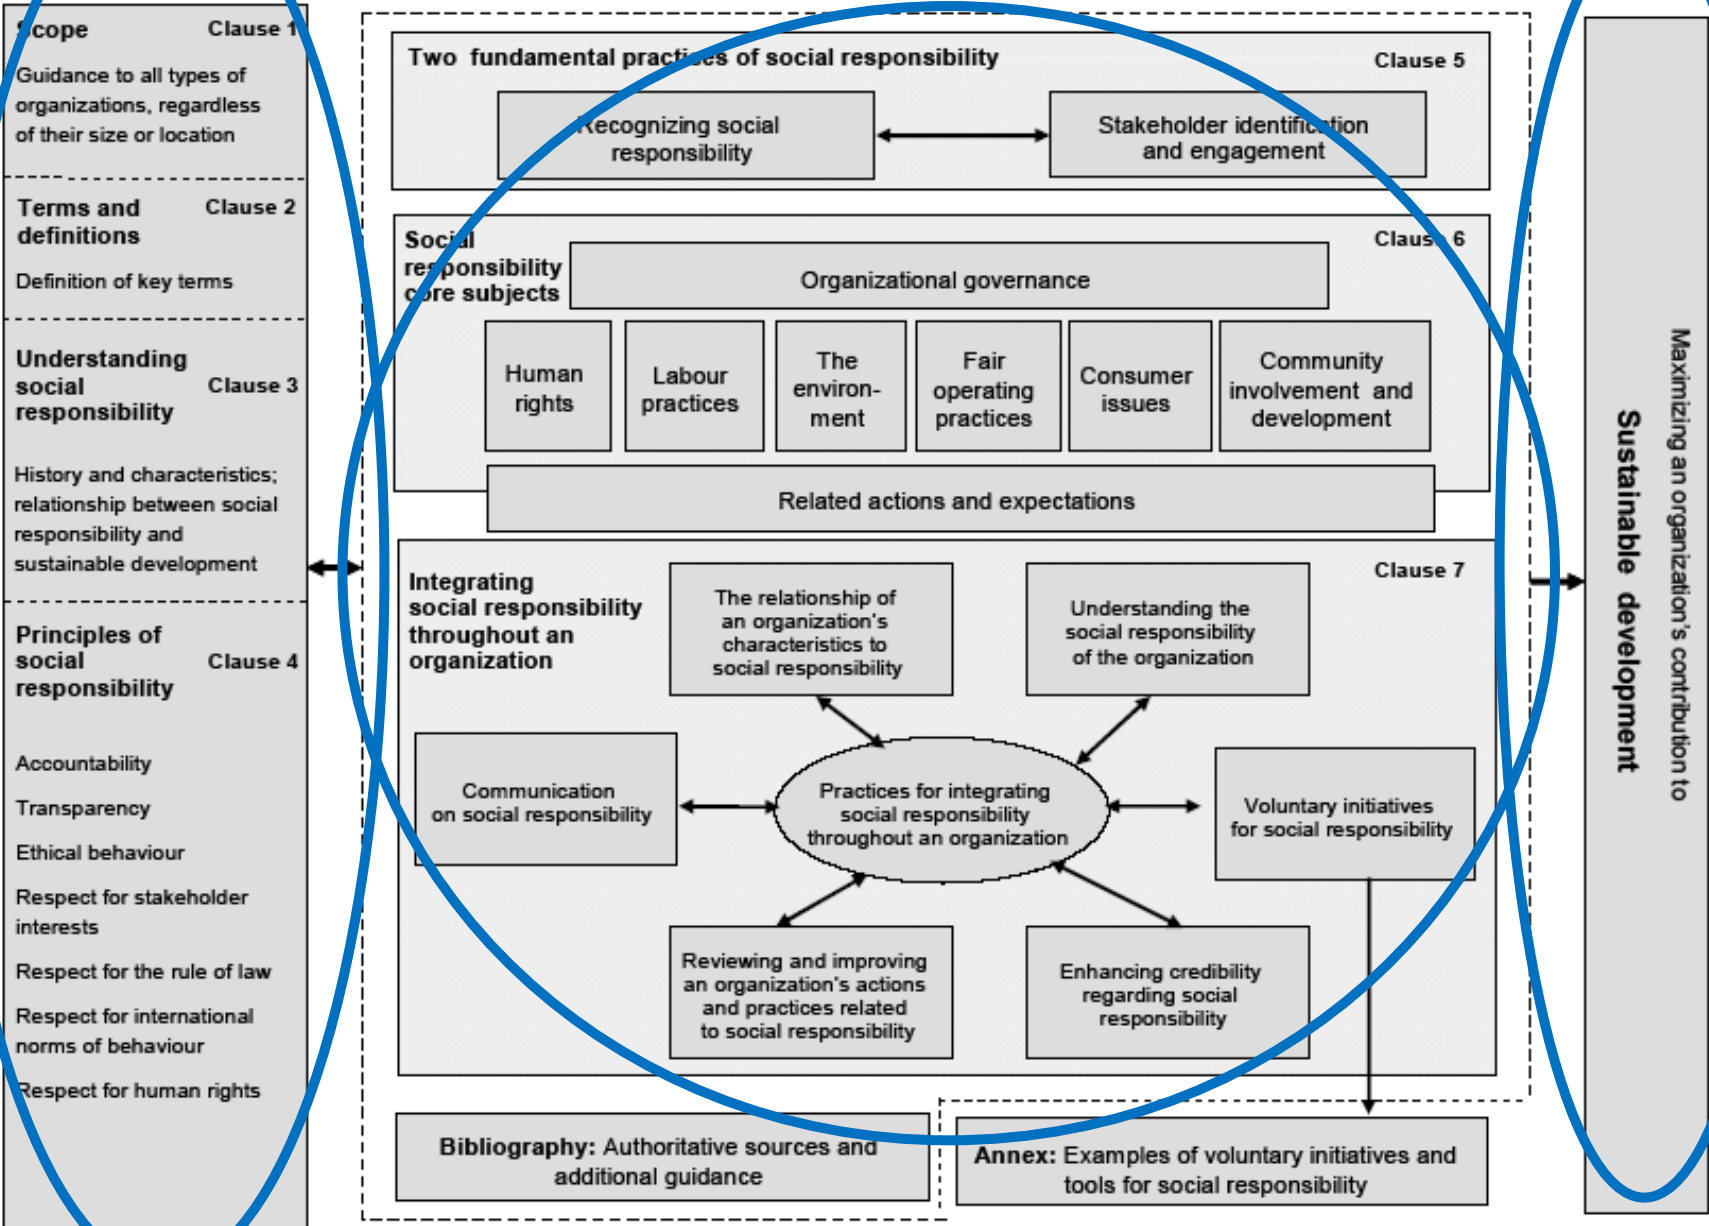 Scope Clause 1
Guidance to all types of
organizations, regardless
of their size or location
Terms and Clause 2
definitions
Definition of key terms
Understanding
social Clause 3
responsibility
History and characteristics;
relationship between social
responsibility and
sustainable development
Principles of
social Clause 4
responsibility
Accountability
Transparency
Ethical behaviour
Respect for stakeholder
interests
Respect for the rule of law
Respect for international
norms of behaviour
Respect for human rights
Two fundamental practices of social responsibility Clause 5
Recognizing social
responsibility
Stakeholder identification
and engagement
Social
responsibility
core subjects
Clause 6
Organizational governance
Human
rights
Labour
practices
The
environ-
ment
Fair
operating
practices
Consumer
issues
Community
involvement and
development
Related actions and expectations
Integrating
social responsibility
throughout an
organization
Clause 7
The relationship of
an organization's
characteristics to
social responsibility
Understanding the
social responsibility
of the organization
Communication
on social responsibility
Practices for integrating
social responsibility
throughout an organization
Voluntary initiatives
for social responsibility
Reviewing and improving
an organization's actions
and practices related
to social responsibility
Enhancing credibility
regarding social
responsibility
Bibliography: Authoritative sources and
additional guidance
Annex: Examples of voluntary initiatives and
tools for social responsibility
Maximizing an organization's contribution to
Sustainable development